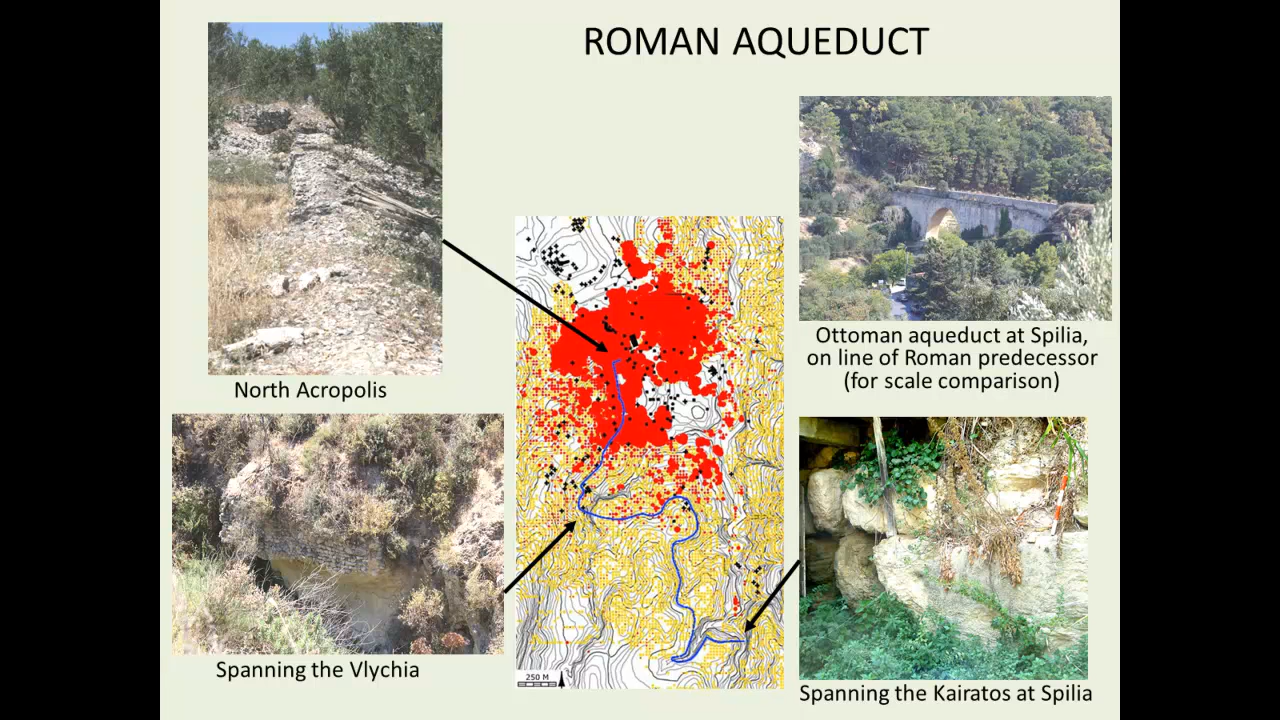 ROMAN AQUEDUCT
North Acropolis
Ottoman aqueduct at Spilia,
on line of Roman predecessor
(for scale comparison)
Spanning the Vlychia
250 M
Spanning the Kairatos at Spilia